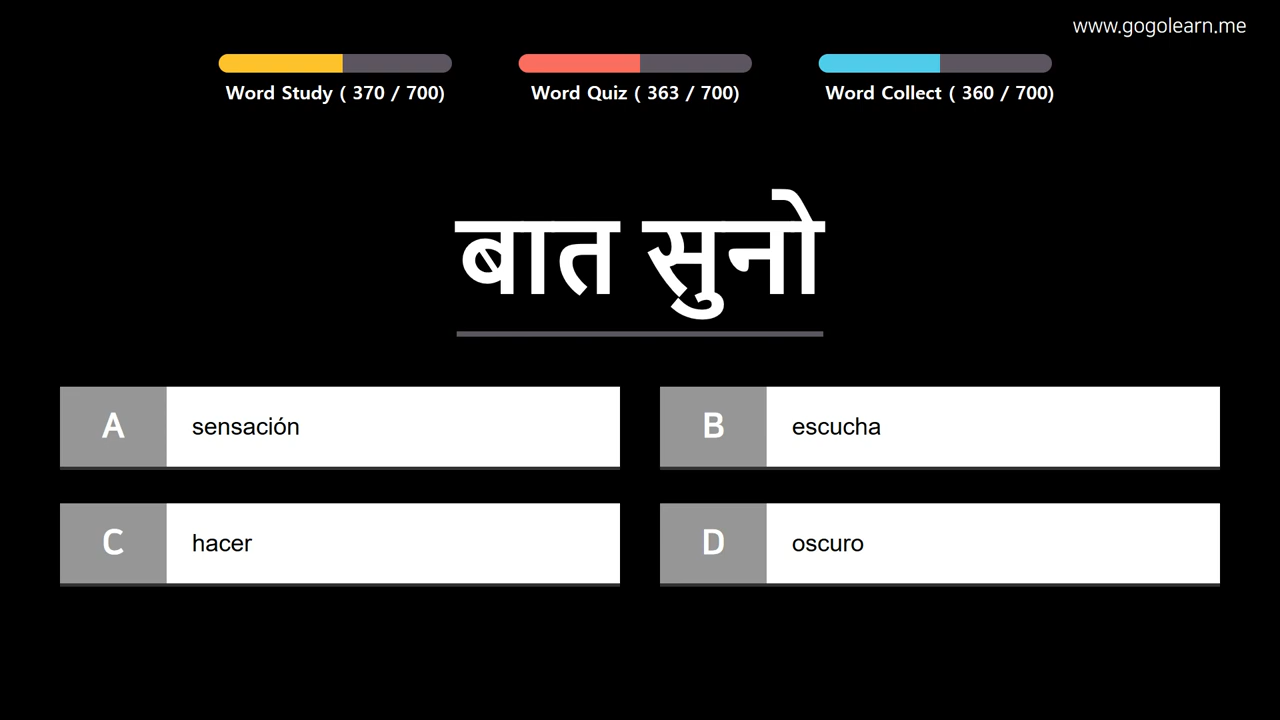 www.gogolearn.me
Word Study ( 370 / 700)
Word Quiz ( 363 / 700)
Word Collect ( 360 / 700)
बात सुनो
A sensación
B escucha
C hacer
D oscuro